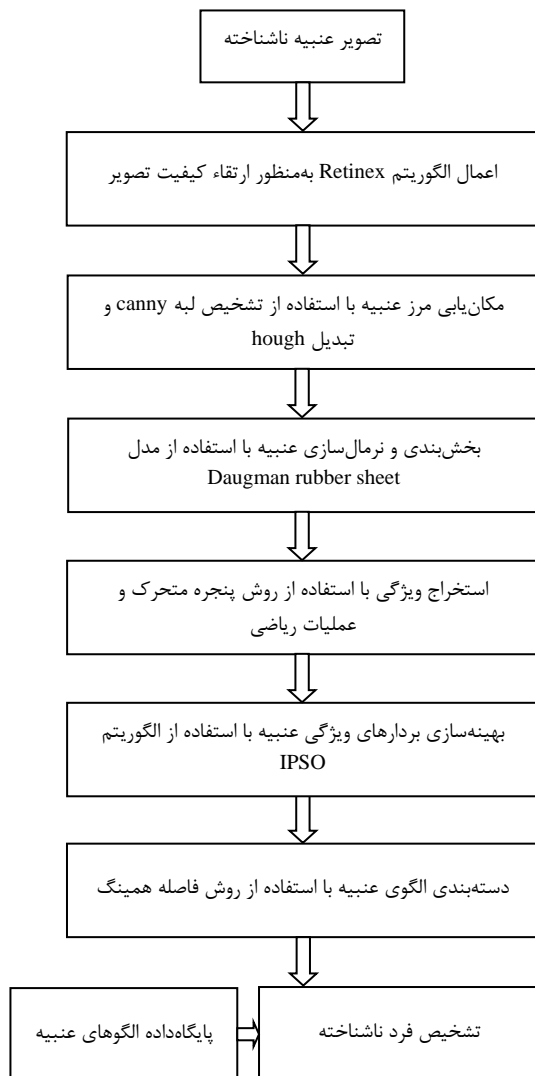 تصویر عنبیه ناشناخته
اعمال الگوریتم Retinex به‌منظور ارتقاء کیفیت تصویر
مکان‌یابی مرز عنبیه با استفاده از تشخیص لبه canny و
تبدیل hough
بخش‌بندی و نرمال‌سازی عنبیه با استفاده از مدل
Daugman rubber sheet
استخراج ویژگی با استفاده از روش پنجره متحرک و
عملیات ریاضی
بهینه‌سازی بردارهای ویژگی عنبیه با استفاده از الگوریتم
IPSO
دسته‌بندی الگوی عنبیه با استفاده از روش فاصله همینگ
تشخیص فرد ناشناخته
پایگاه‌داده الگوهای عنبیه